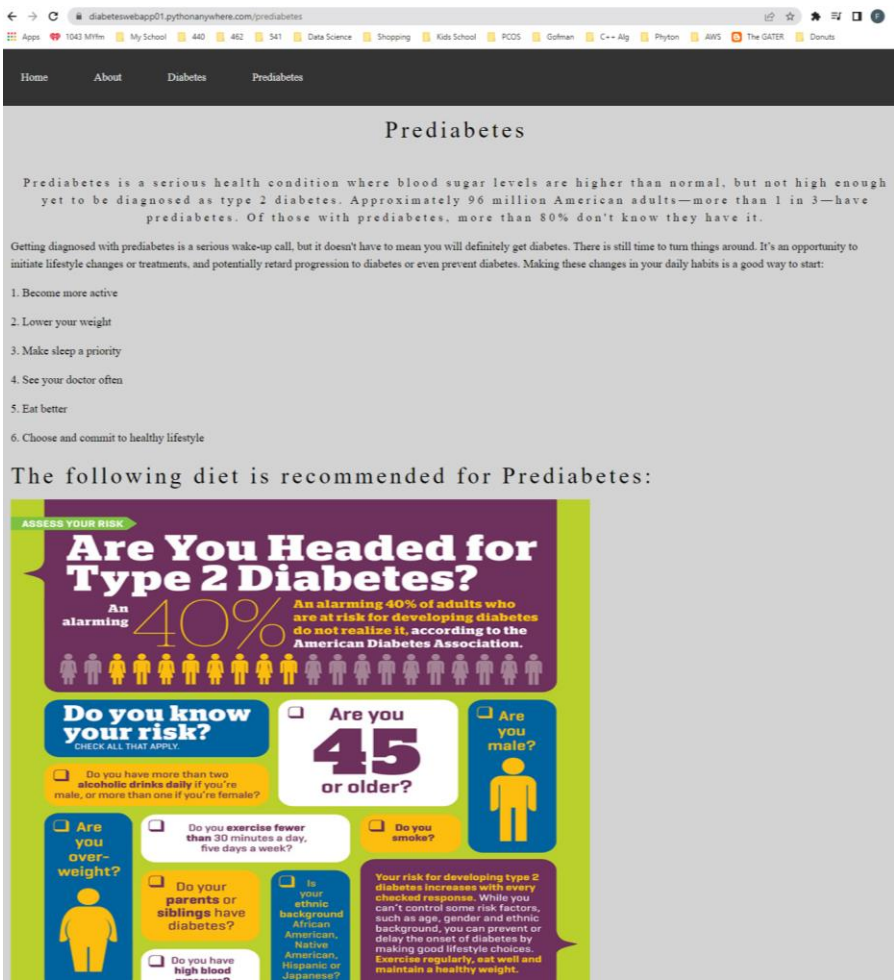 diabeteswebapp01.pythonanywhere.com/prediabetes
Apps 1043 MYfm My School 440 462 541 Data Science Shopping Kids School PCOS Gofman C++ Alg Phyton AWS The GATER Donuts
Home About Diabetes Prediabetes
Prediabetes
Prediabetes is a serious health condition where blood sugar levels are higher than normal, but not high enough
yet to be diagnosed as type 2 diabetes. Approximately 96 million American adults—more than 1 in 3—have
prediabetes. Of those with prediabetes, more than 80% don't know they have it.
Getting diagnosed with prediabetes is a serious wake-up call, but it doesn't have to mean you will definitely get diabetes. There is still time to turn things around. It's an opportunity to
initiate lifestyle changes or treatments, and potentially retard progression to diabetes or even prevent diabetes. Making these changes in your daily habits is a good way to start:
1. Become more active
2. Lower your weight
3. Make sleep a priority
4. See your doctor often
5. Eat better
6. Choose and commit to healthy lifestyle
The following diet is recommended for Prediabetes:
ASSESS YOUR RISK
Are You Headed for
Type 2 Diabetes?
An
alarming
40%
An alarming 40% of adults who
are at risk for developing diabetes
do not realize it, according to the
American Diabetes Association.
Do you know
your risk?
CHECK ALL THAT APPLY.
Are you
45
or older?
Are
you
male?
Do you have more than two
alcoholic drinks daily if you're
male, or more than one if you're female?
Are
you
over-
weight?
Do you exercise fewer
than 30 minutes a day,
five days a week?
Do you
smoke?
Do your
parents or
siblings have
diabetes?
Is
your
ethnic
background
African
American,
Native
American,
Hispanic or
Japanese?
Your risk for developing type 2
diabetes increases with every
checked response. While you
can't control some risk factors,
such as age, gender and ethnic
background, you can prevent or
delay the onset of diabetes by
making good lifestyle choices.
Exercise regularly, eat well and
maintain a healthy weight.
Do you have
high blood